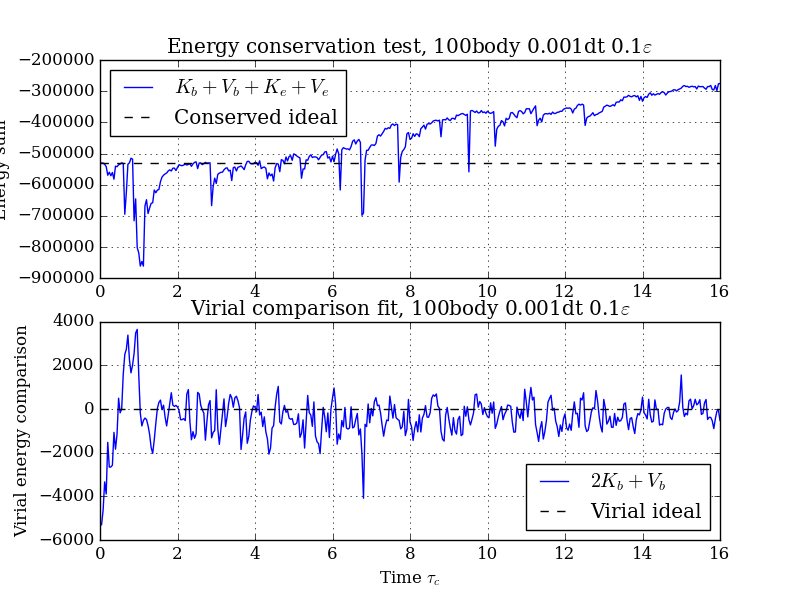 Energy conservation test, 100body 0.001dt 0.1ε
−200000
−300000
−400000
−500000
−600000
−700000
−800000
−900000
Energy sum
K_b + V_b + K_e + V_e
Conserved ideal
0 2 4 6 8 10 12 14 16
Virial comparison fit, 100body 0.001dt 0.1ε
4000
2000
0
−2000
−4000
−6000
Virial energy comparison
2K_b + V_b
Virial ideal
0 2 4 6 8 10 12 14 16
Time τ_c